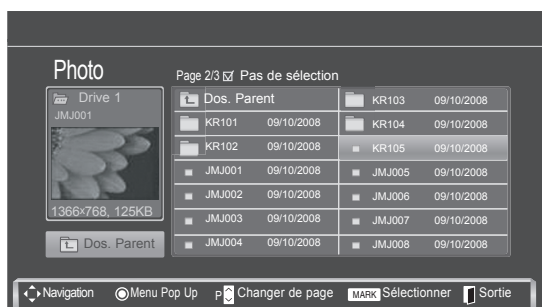 Photo
Page 2/3 Pas de sélection
Drive 1
JMJ001
1366x768, 125KB
Dos. Parent
Dos. Parent
KR101 09/10/2008
KR102 09/10/2008
JMJ001 09/10/2008
JMJ002 09/10/2008
JMJ003 09/10/2008
JMJ004 09/10/2008
KR103 09/10/2008
KR104 09/10/2008
KR105 09/10/2008
JMJ005 09/10/2008
JMJ006 09/10/2008
JMJ007 09/10/2008
JMJ008 09/10/2008
Navigation Menu Pop Up P Changer de page MARK Sélectionner Sortie